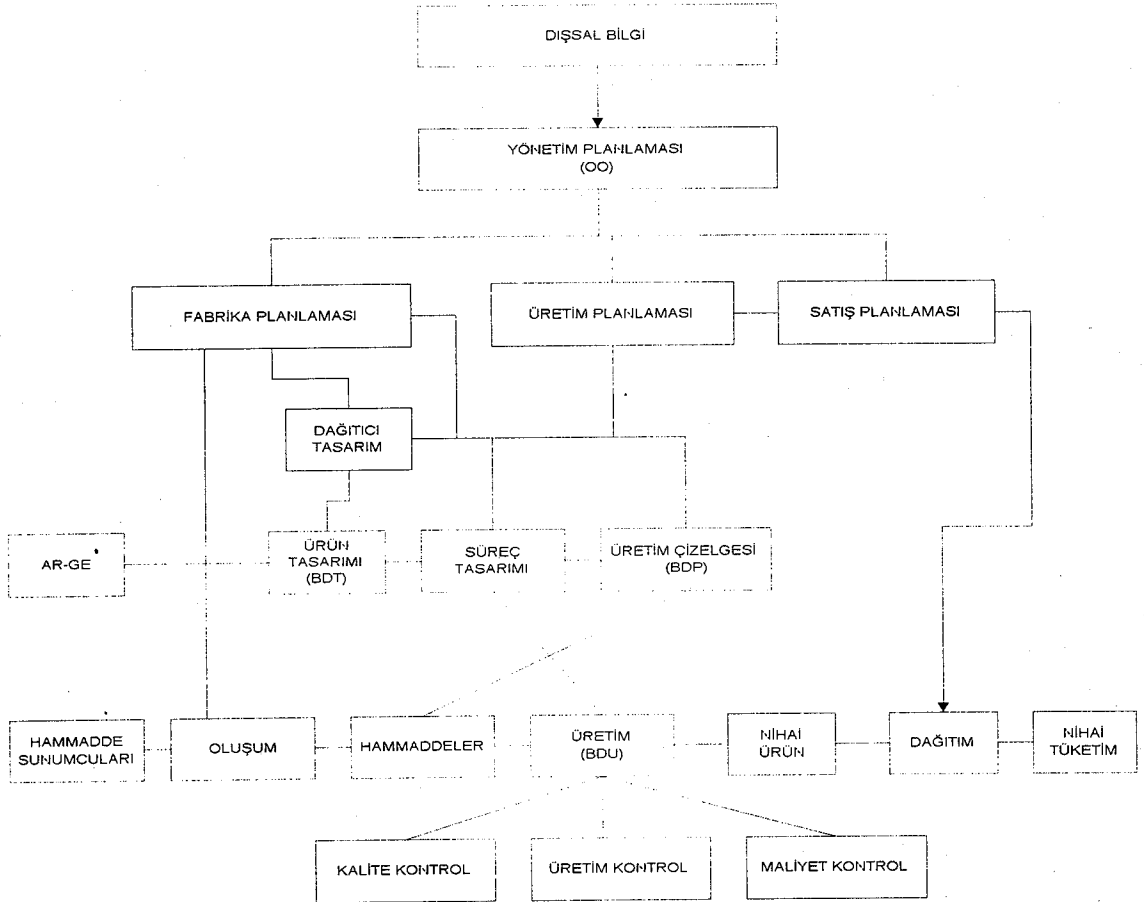 DIŞSAL BİLGİ
YÖNETİM PLANLAMASI
(OO)
FABRİKA PLANLAMASI
ÜRETİM PLANLAMASI
SATIŞ PLANLAMASI
DAĞITICI
TASARIM
AR-GE
ÜRÜN
TASARIMI
(BDT)
SÜREÇ
TASARIMI
ÜRETİM ÇİZELGESİ
(BDP)
HAMMADDE
SUNUMCULARI
OLUŞUM
HAMMADDELER
ÜRETİM
(BDU)
NİHAİ
ÜRÜN
DAĞITIM
NİHAİ
TÜKETİM
KALİTE KONTROL
ÜRETİM KONTROL
MALİYET KONTROL